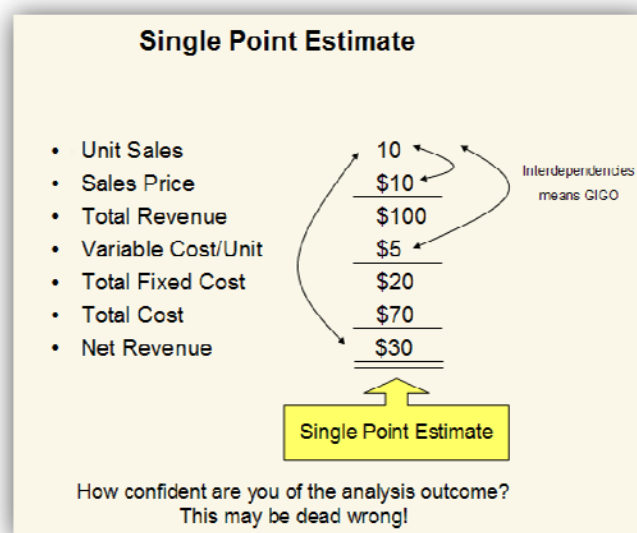 Single Point Estimate
• Unit Sales 10
• Sales Price $10
• Total Revenue $100
• Variable Cost/Unit $5
• Total Fixed Cost $20
• Total Cost $70
• Net Revenue $30
Interdependencies
means GIGO
Single Point Estimate
How confident are you of the analysis outcome?
This may be dead wrong!